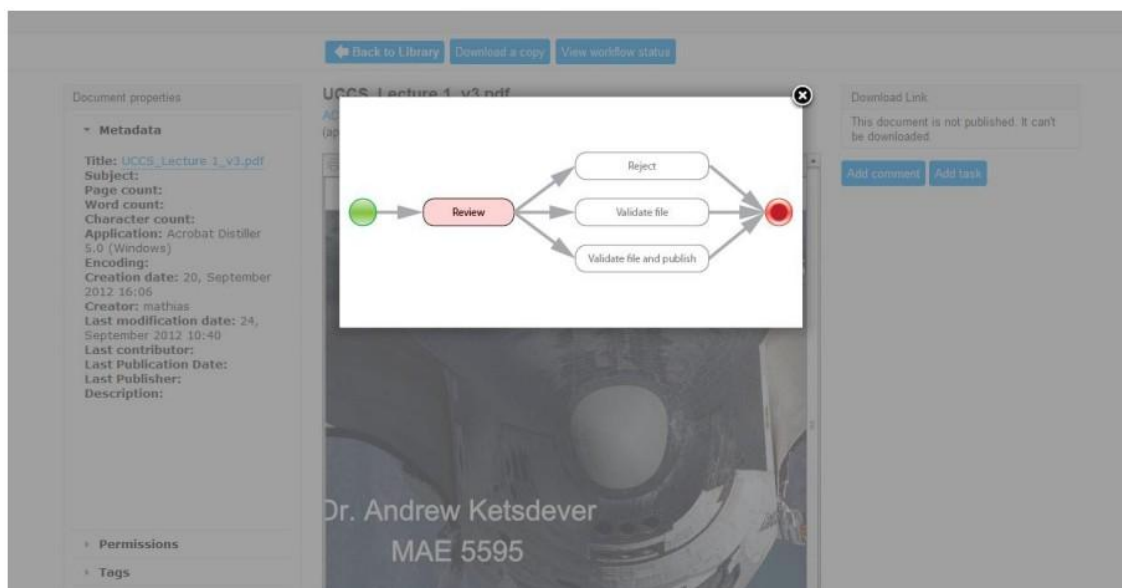 Back to Library
Download a copy
View workflow status
Document properties
Metadata
Title: UCCS_Lecture 1_v3.pdf
Subject:
Page count:
Word count:
Character count:
Application: Acrobat Distiller
5.0 (Windows)
Encoding:
Creation date: 20, September
2012 16:06
Creator: mathias
Last modification date: 24,
September 2012 10:40
Last contributor:
Last Publication Date:
Last Publisher:
Description:
Permissions
Tags
UCCS_Lecture 1_v3.pdf
Review
Reject
Validate file
Validate file and publish
Dr. Andrew Ketsdever
MAE 5595
Download Link
This document is not published. It can't
be downloaded.
Add comment
Add task